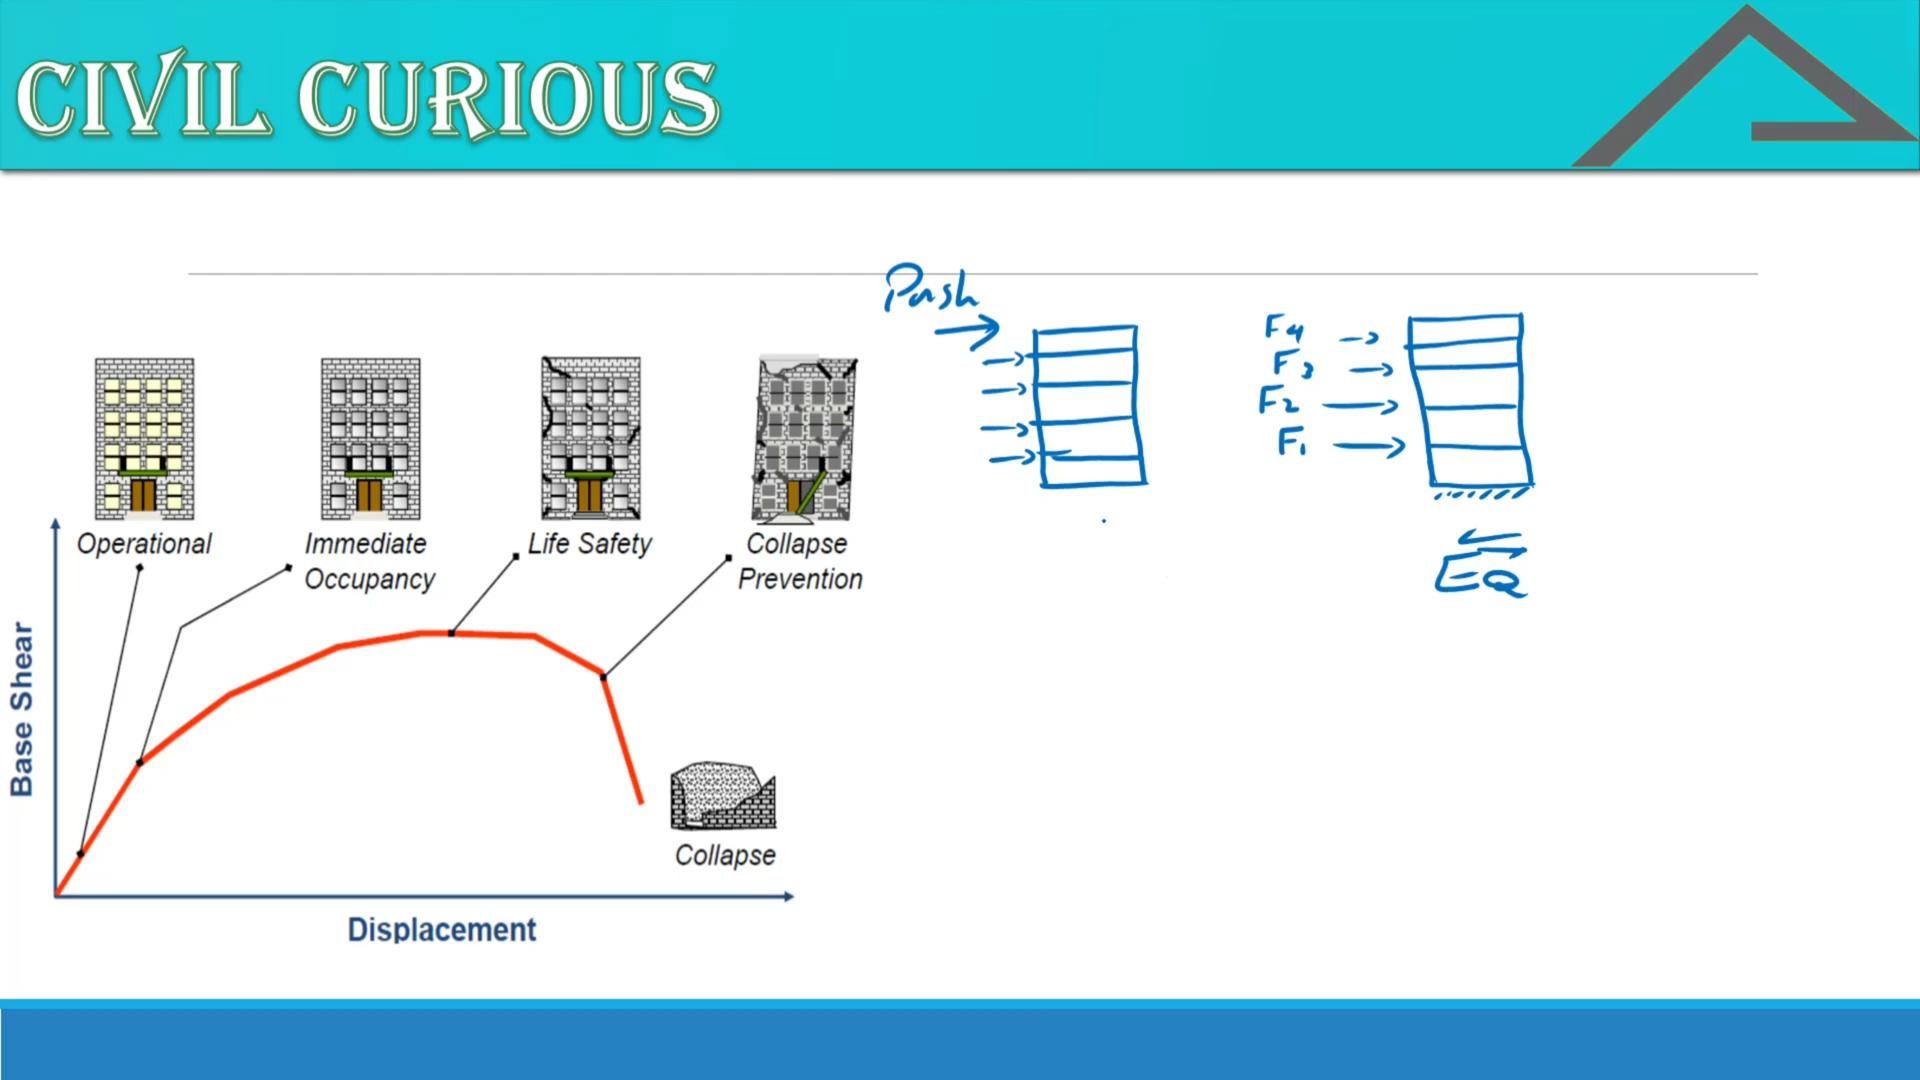 CIVIL CURIOUS
Push
F4
F3
F2
F1
EQ
Operational
Immediate
Occupancy
Life Safety
Collapse
Prevention
Base Shear
Collapse
Displacement